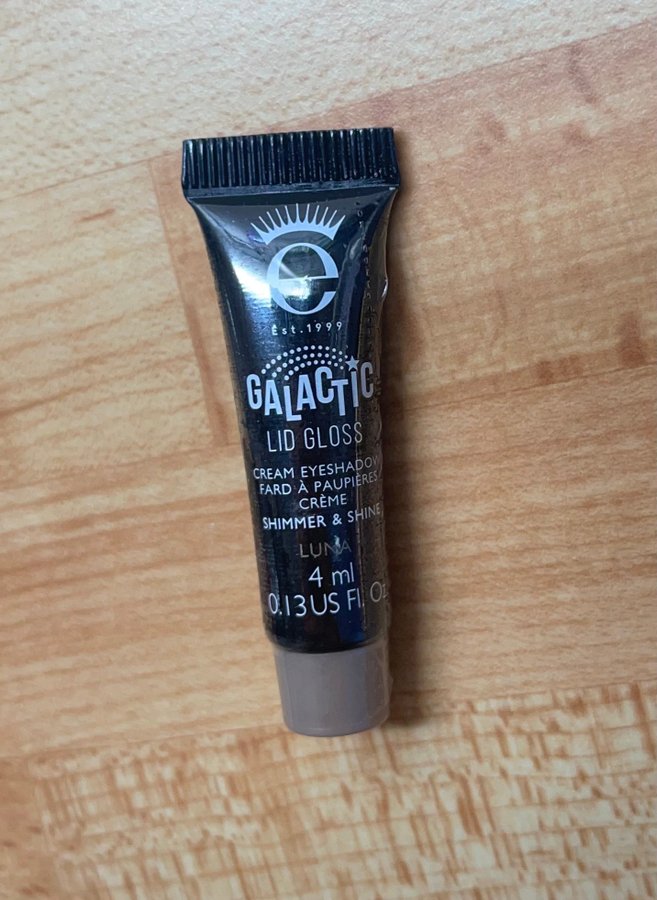 e
Est.1999
GALACTIC
LID GLOSS
CREAM EYESHADOW
FARD À PAUPIÈRES
CRÈME
SHIMMER & SHINE
LUNA
4 ml
0.13 US Fl. Oz